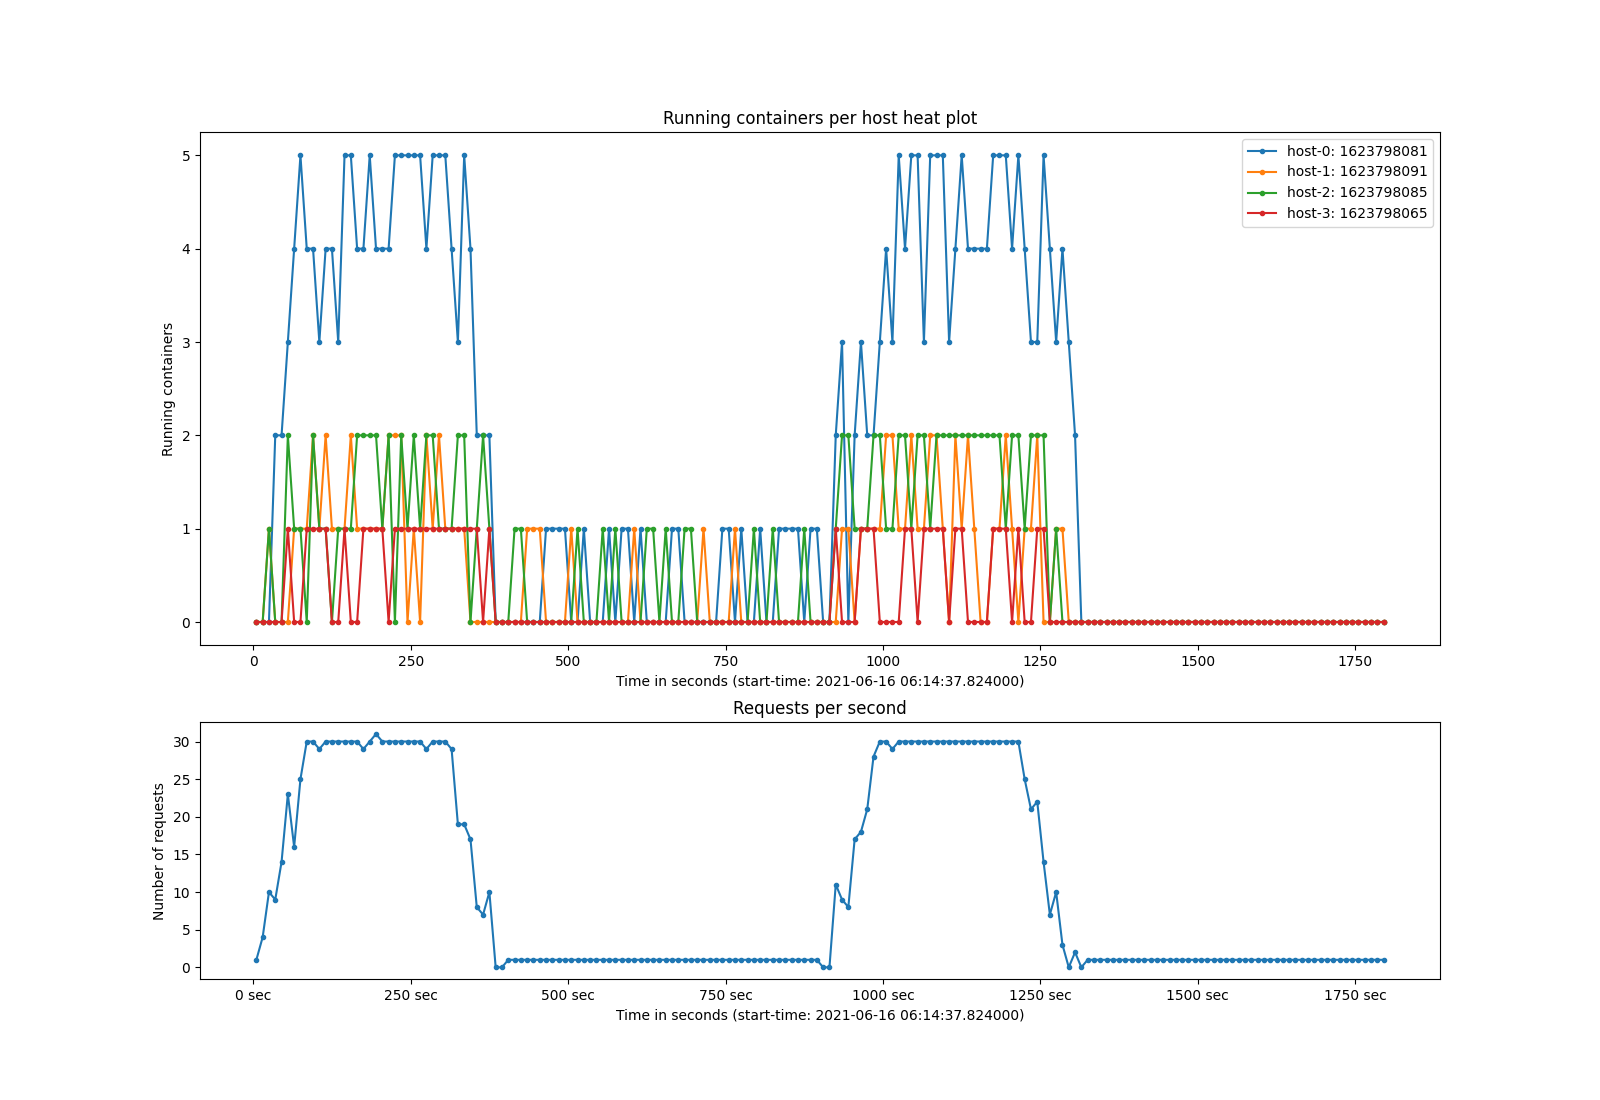 Running containers per host heat plot
Running containers
5
4
3
2
1
0
host-0: 1623798081
host-1: 1623798091
host-2: 1623798085
host-3: 1623798065
0 250 500 750 1000 1250 1500 1750
Time in seconds (start-time: 2021-06-16 06:14:37.824000)
Requests per second
Number of requests
30
25
20
15
10
5
0
0 sec 250 sec 500 sec 750 sec 1000 sec 1250 sec 1500 sec 1750 sec
Time in seconds (start-time: 2021-06-16 06:14:37.824000)